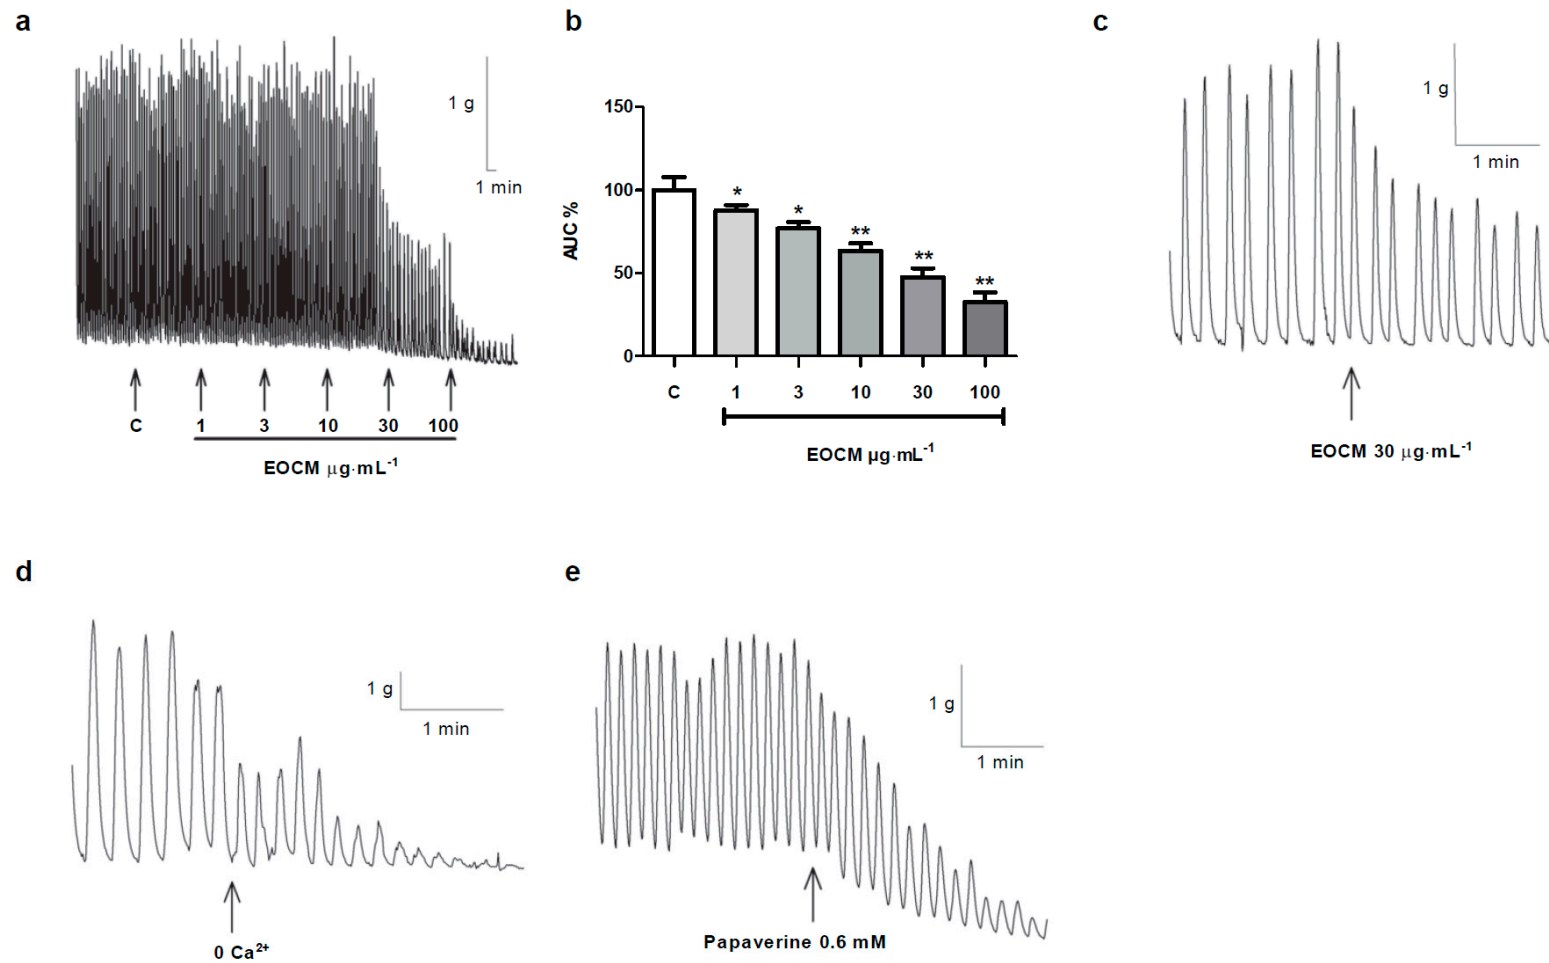 a
1 g
1 min
C 1 3 10 30 100
EOCM μg·mL⁻¹
b
AUC %
150
100
50
0
* * ** ** **
C 1 3 10 30 100
EOCM μg·mL⁻¹
c
1 g
1 min
EOCM 30 μg·mL⁻¹
d
1 g
1 min
0 Ca²⁺
e
1 g
1 min
Papaverine 0.6 mM